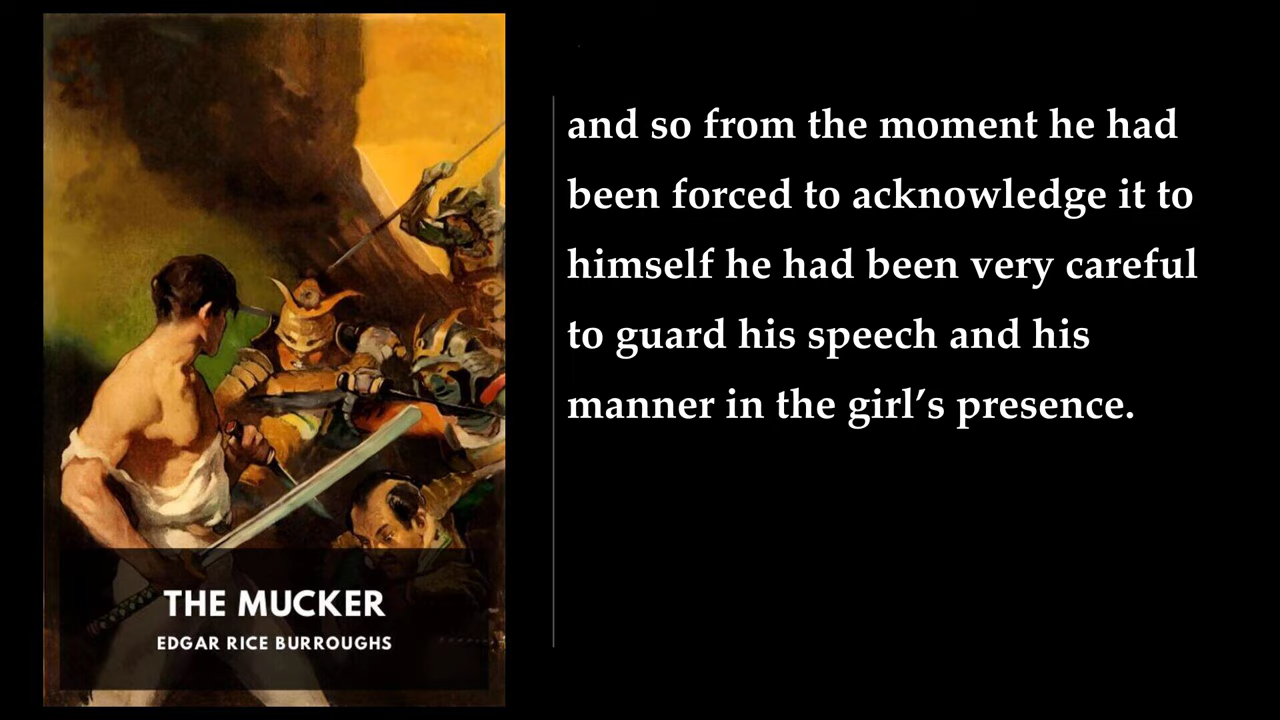 THE MUCKER
EDGAR RICE BURROUGHS
and so from the moment he had
been forced to acknowledge it to
himself he had been very careful
to guard his speech and his
manner in the girl’s presence.